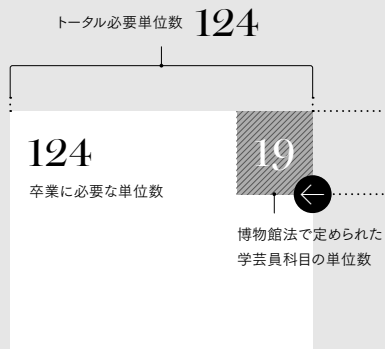 トータル必要単位数 124
124
卒業に必要な単位数
19
博物館法で定められた
学芸員科目の単位数